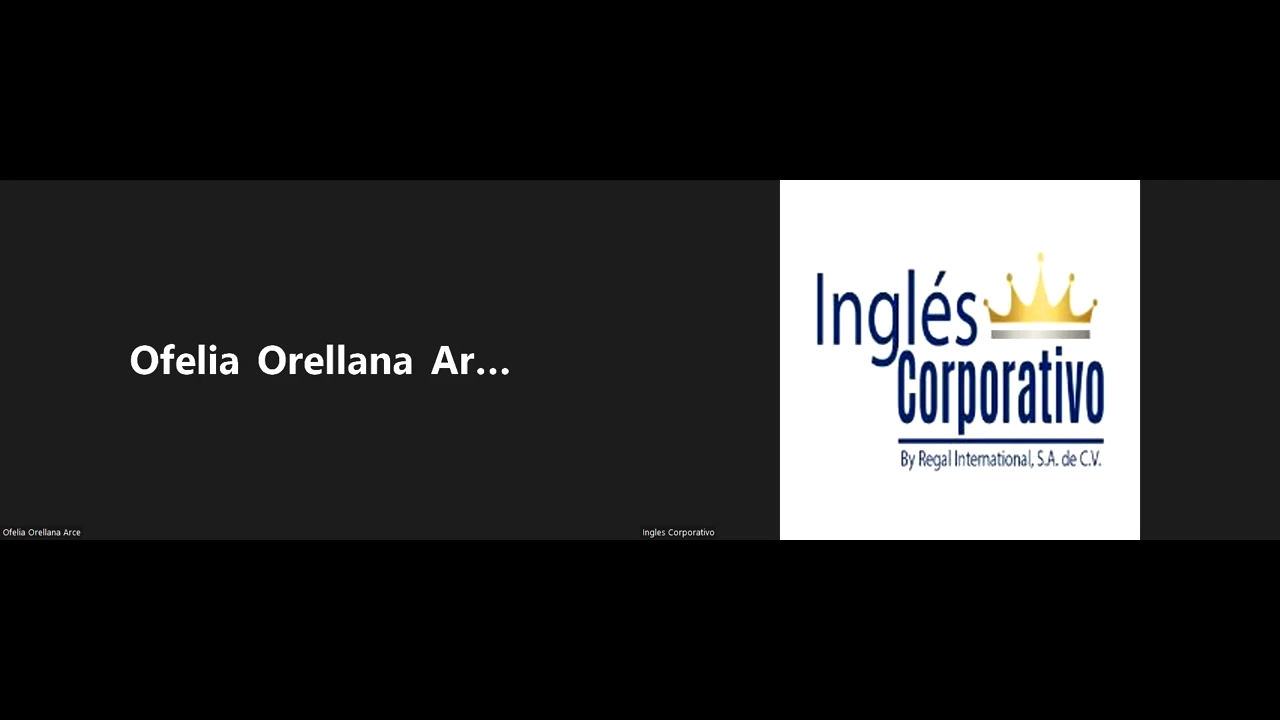 Ofelia Orellana Ar...
Ofelia Orellana Arce
Inglés
Corporativo
By Regal International, S.A. de C.V.
Ingles Corporativo